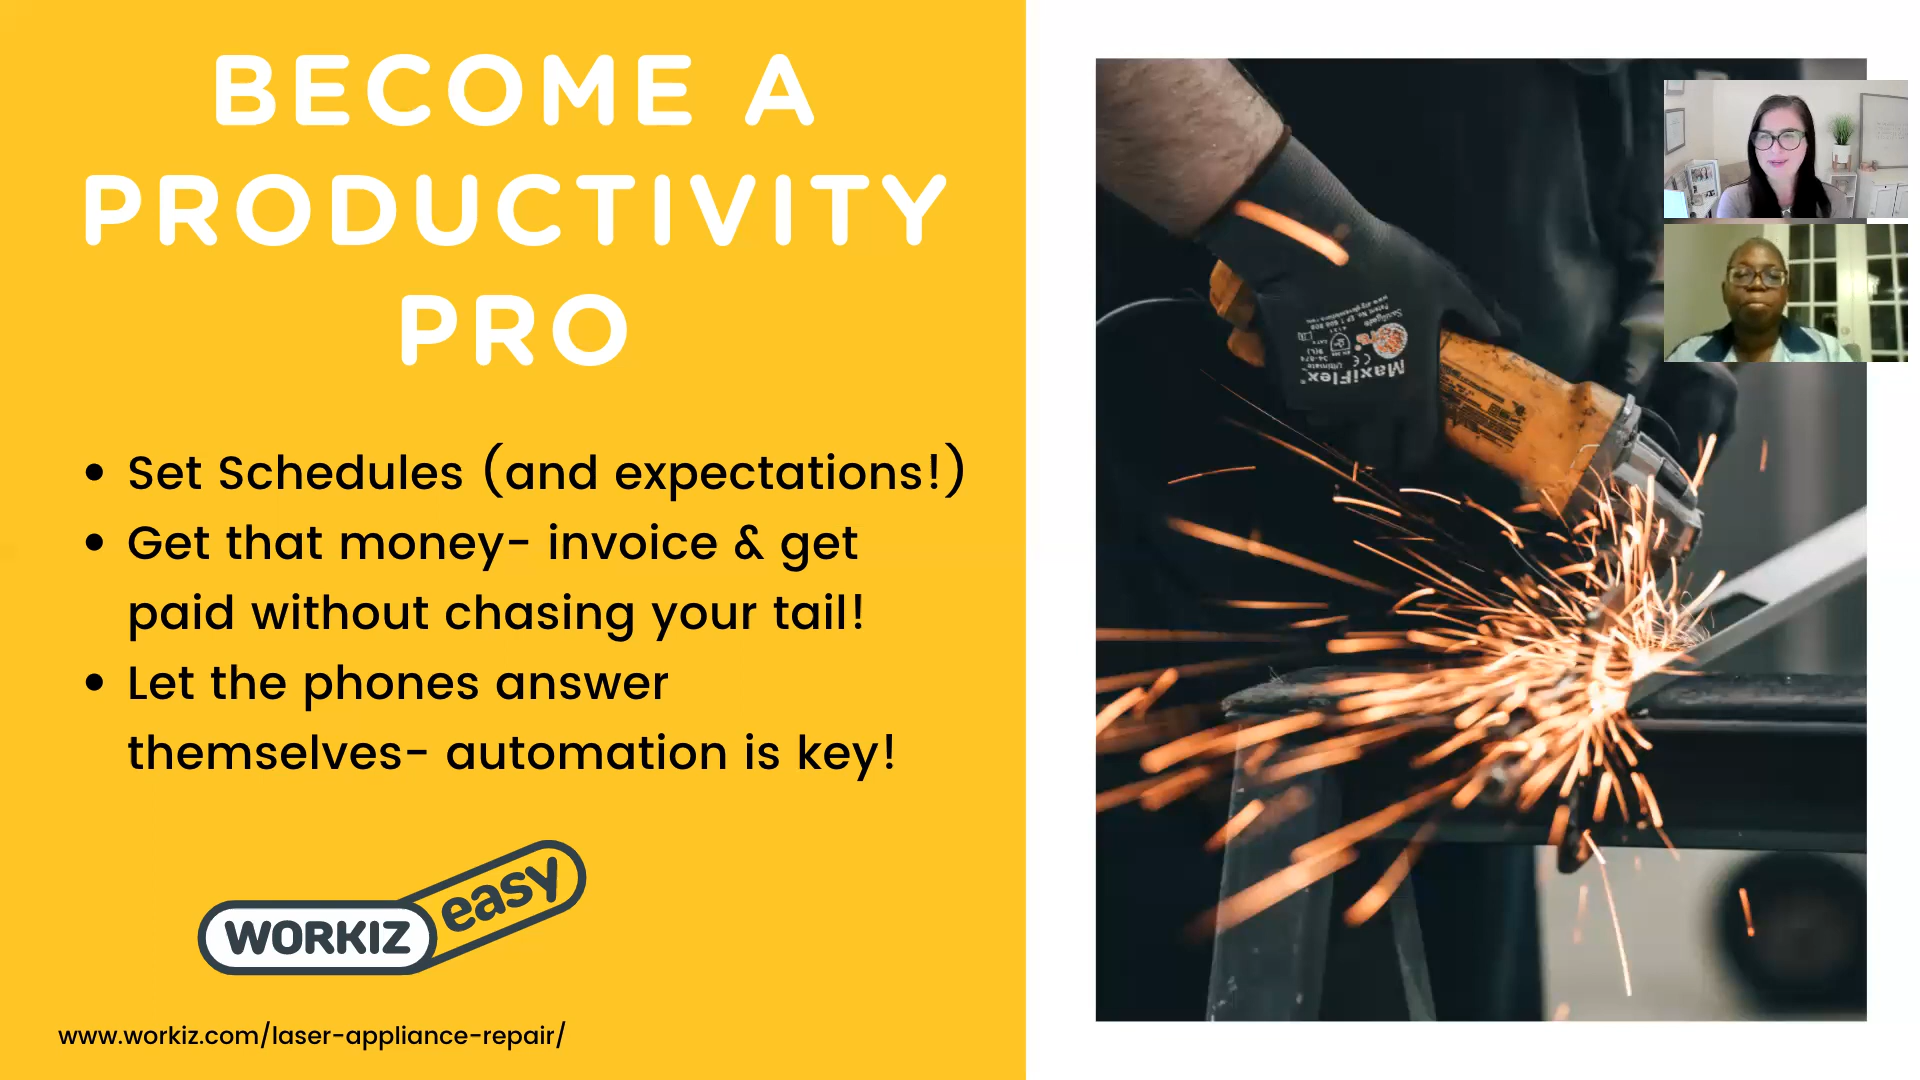 BECOME A
PRODUCTIVITY
PRO
• Set Schedules (and expectations!)
• Get that money- invoice & get
paid without chasing your tail!
• Let the phones answer
themselves- automation is key!
WORKIZ easy
www.workiz.com/laser-appliance-repair/
MaxiFlex
Ultimate